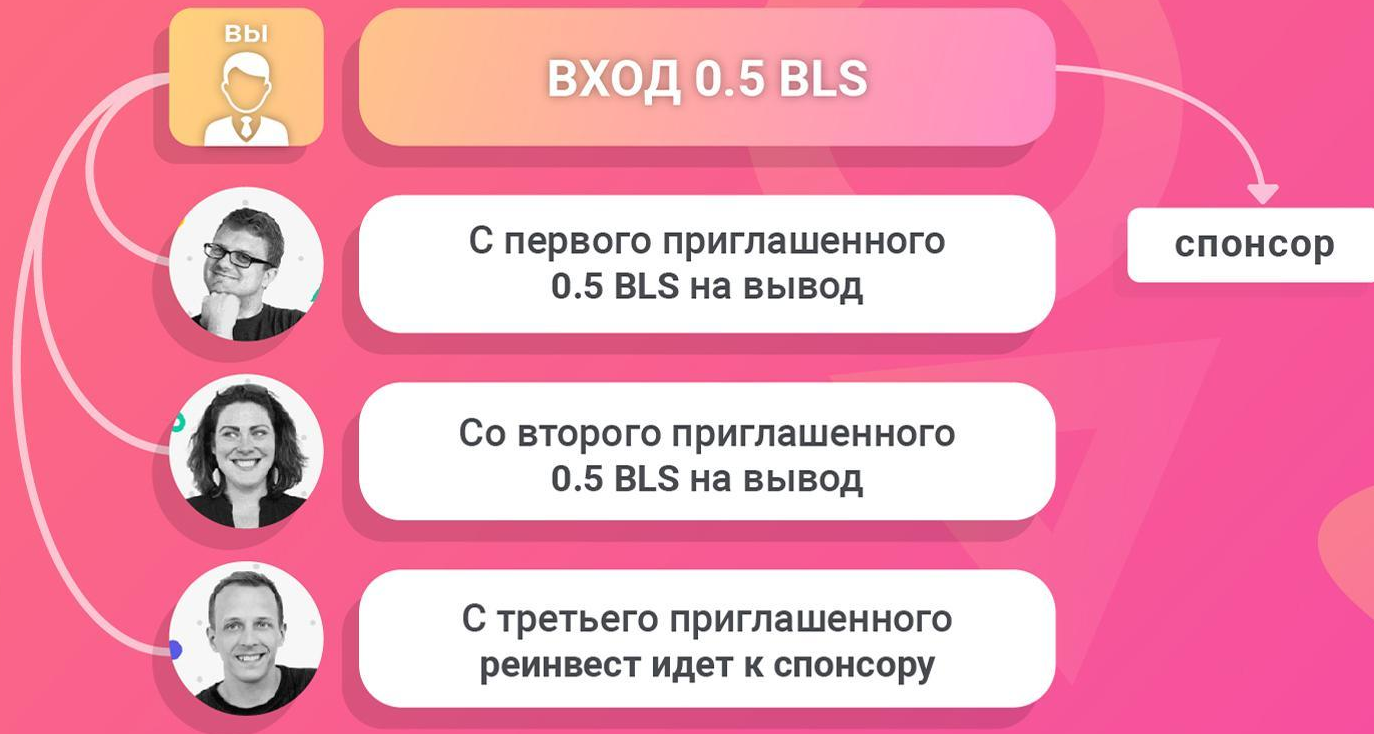 ВЫ
ВХОД 0.5 BLS
С первого приглашенного
0.5 BLS на вывод
спонсор
Со второго приглашенного
0.5 BLS на вывод
С третьего приглашенного
реинвест идет к спонсору